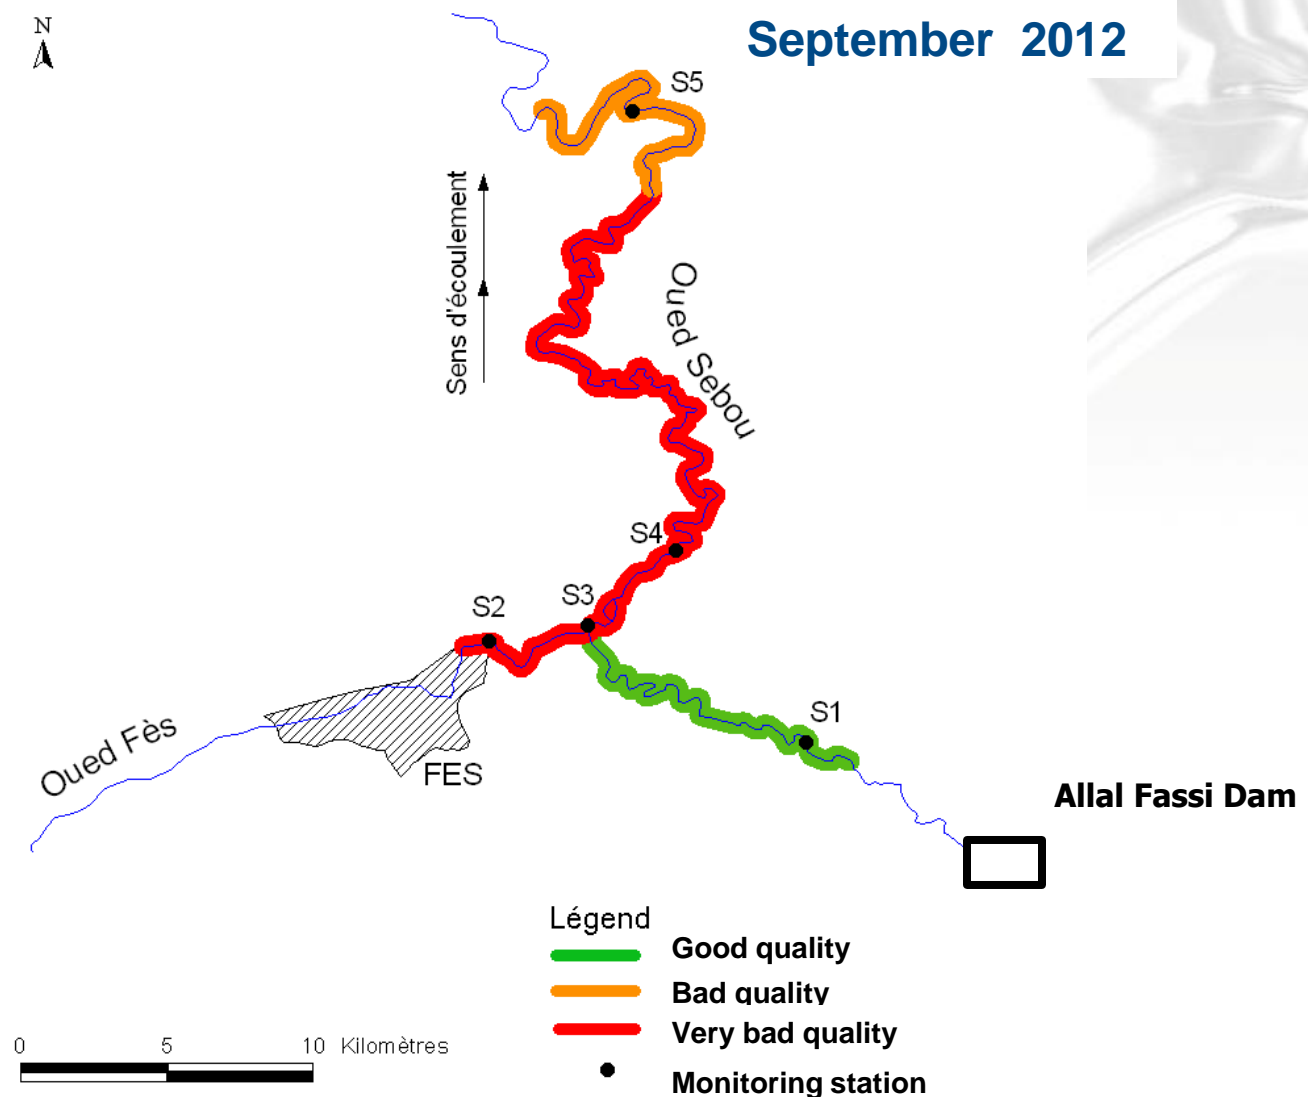 September 2012
N
S5
Sens d'écoulement
Oued Sebou
S4
S3
S2
S1
Oued Fès
FES
Allal Fassi Dam
Légend
Good quality
Bad quality
Very bad quality
Monitoring station
0 5 10 Kilomètres